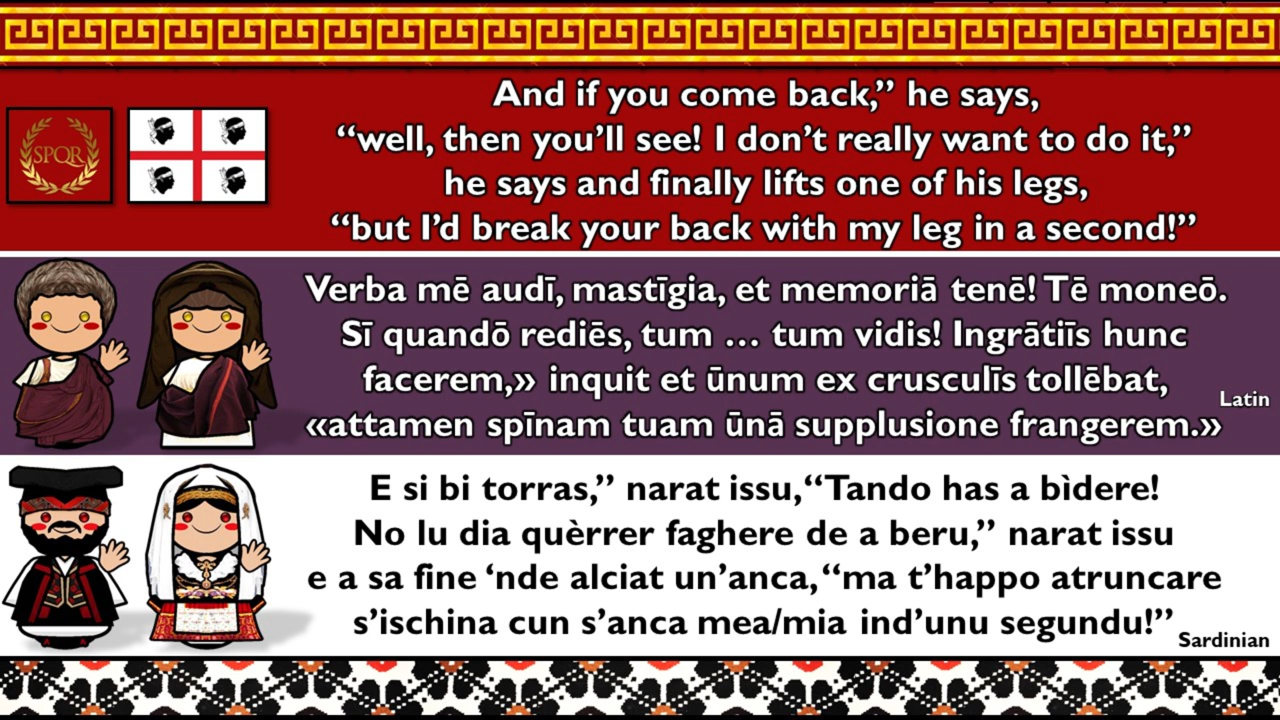 And if you come back,” he says,
“well, then you’ll see! I don’t really want to do it,”
he says and finally lifts one of his legs,
“but I’d break your back with my leg in a second!”
SPQR
Verba mē audī, mastīgia, et memoriā tenē! Tē moneō.
Sī quandō rediēs, tum ... tum vidis! Ingrātiīs hunc
facerem,» inquit et ūnum ex crusculīs tollēbat,
«attamen spīnam tuam ūnā supplusione frangerem.»
Latin
E si bi torras,” narat issu,“Tando has a bìdere!
No lu dia quèrrer faghere de a beru,” narat issu
e a sa fine ‘nde alciat un’anca,“ma t’happo atruncare
s’ischina cun s’anca mea/mia ind’unu segundu!”
Sardinian